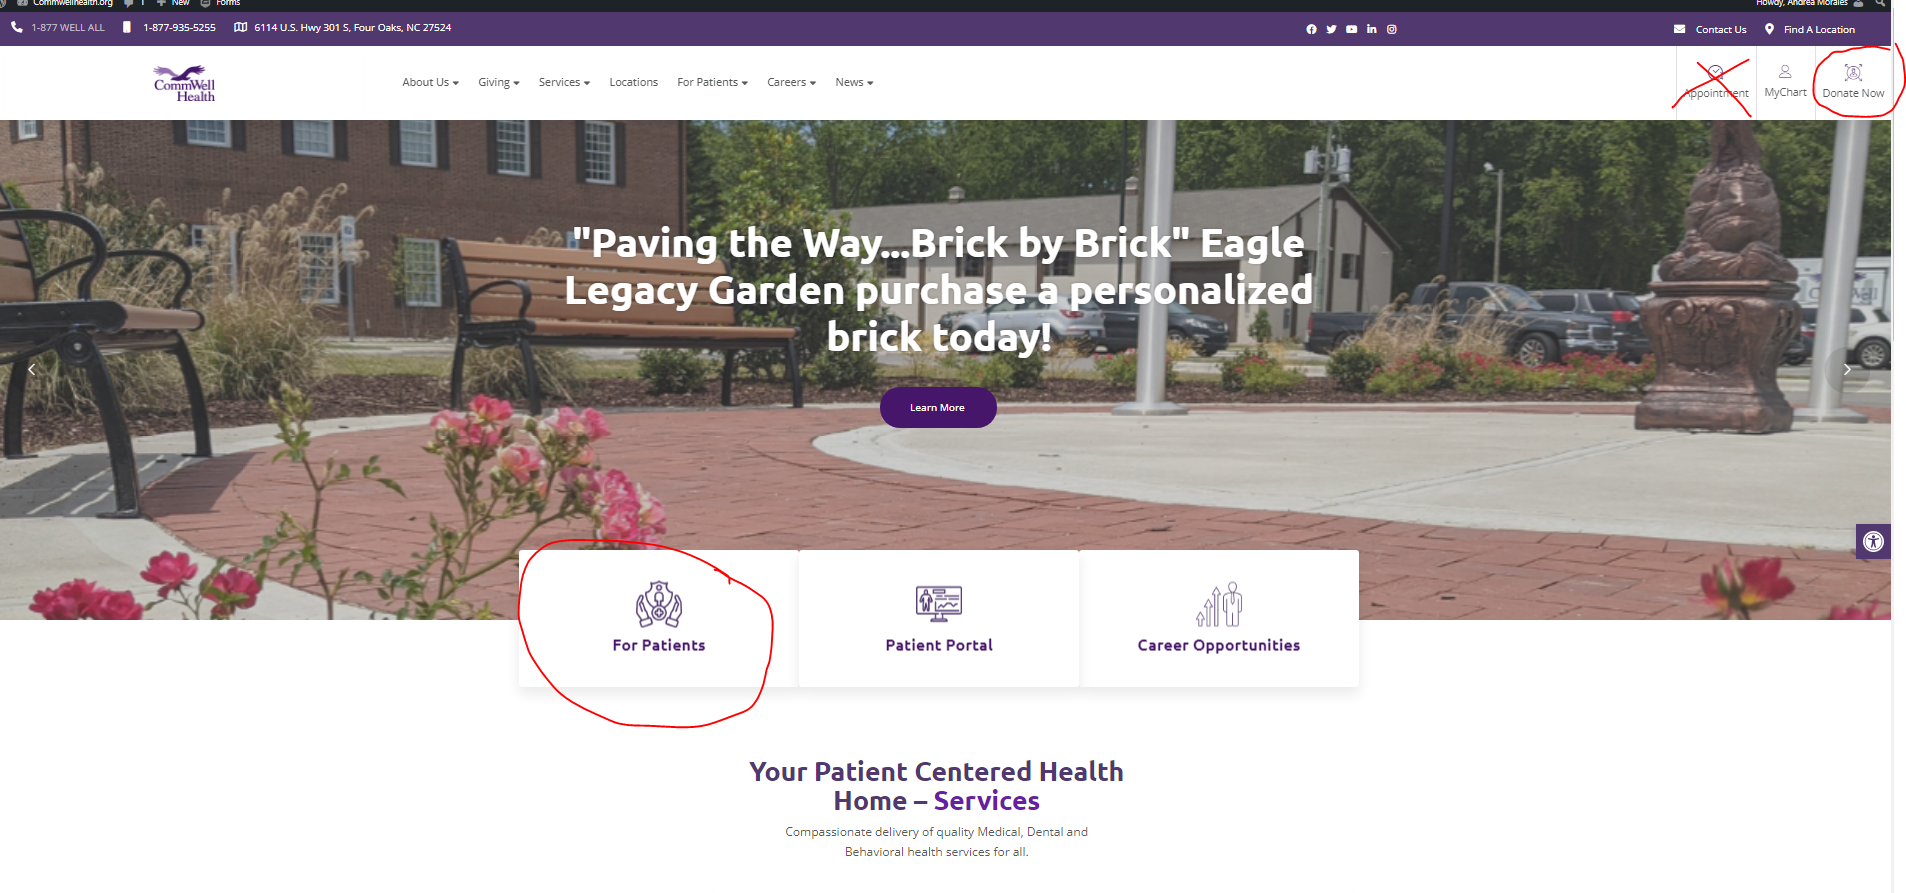 Commwellhealth.org 1 New Forms Howdy, Andrea Morales
1-877 WELL ALL 1-877-935-5255 6114 U.S. Hwy 301 S, Four Oaks, NC 27524 Contact Us Find A Location
CommWell
Health
About Us Giving Services Locations For Patients Careers News Appointment MyChart Donate Now
"Paving the Way...Brick by Brick" Eagle
Legacy Garden purchase a personalized
brick today!
Learn More
For Patients Patient Portal Career Opportunities
Your Patient Centered Health
Home – Services
Compassionate delivery of quality Medical, Dental and
Behavioral health services for all.